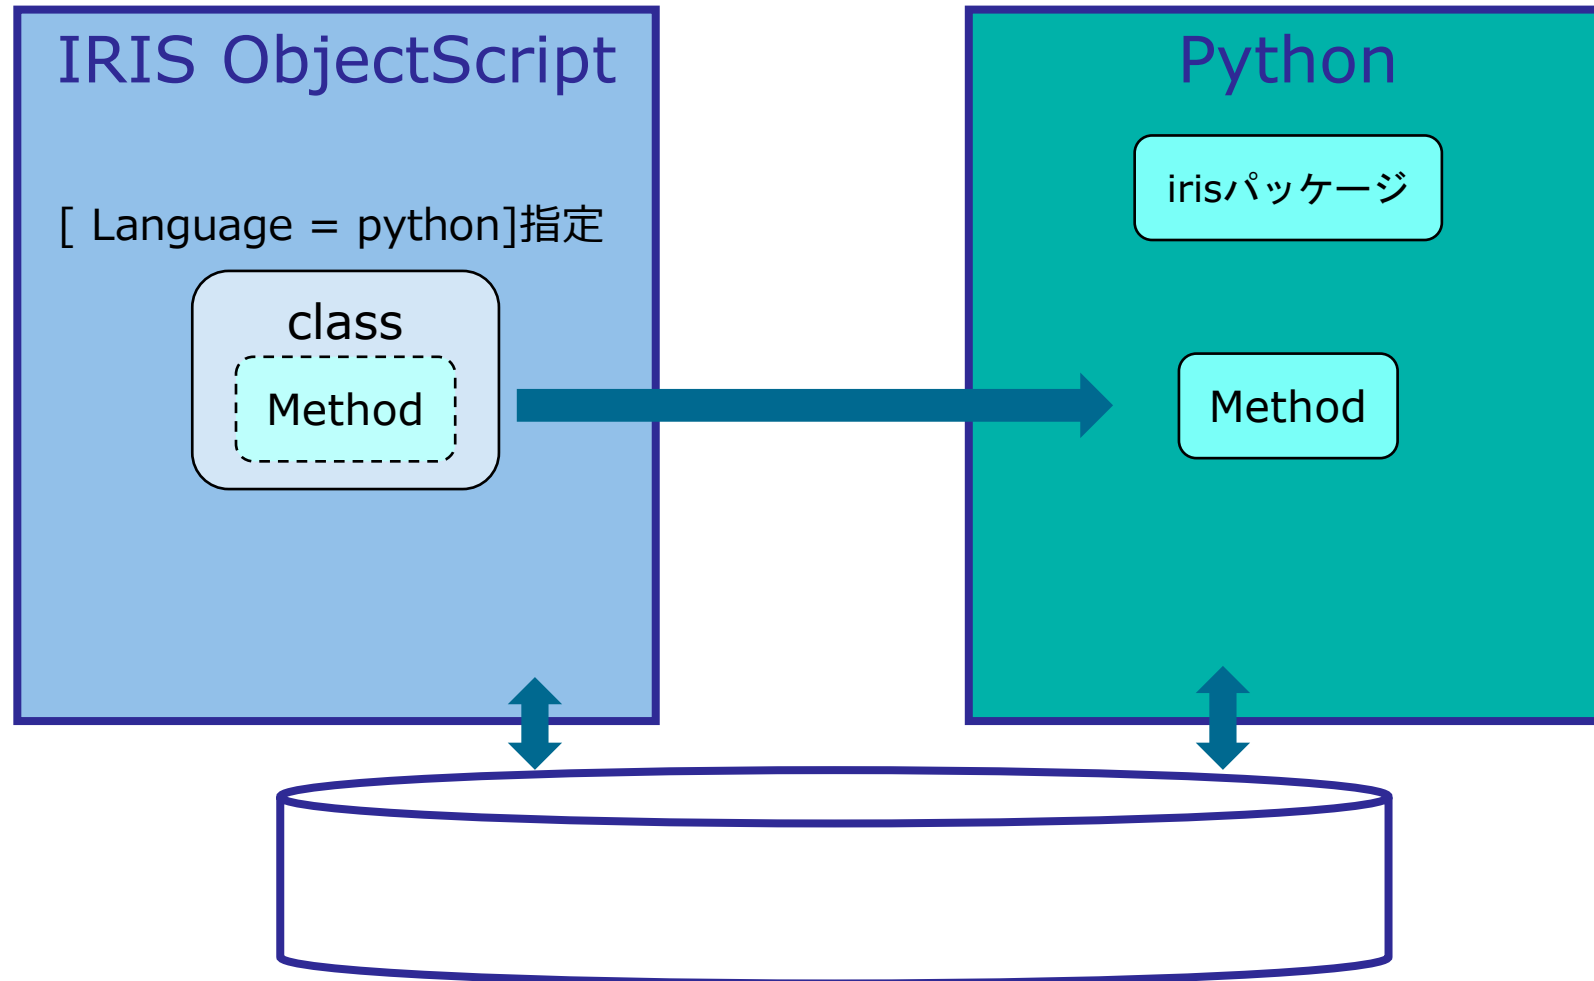 IRIS ObjectScript
[ Language = python]指定
class
Method
Python
irisパッケージ
Method